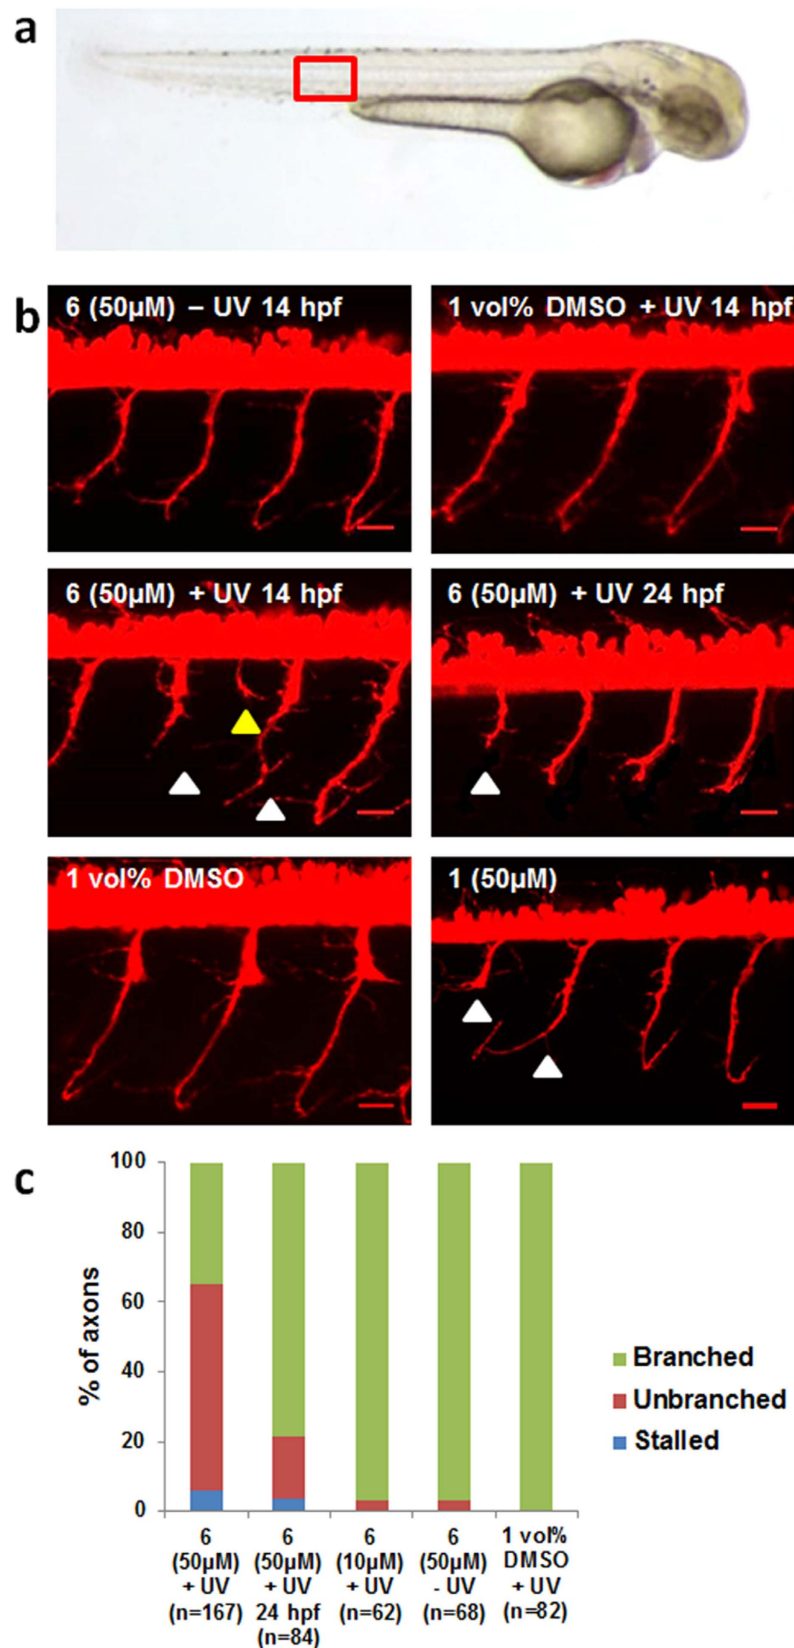 a
b
6 (50μM) – UV 14 hpf
1 vol% DMSO + UV 14 hpf
6 (50μM) + UV 14 hpf
6 (50μM) + UV 24 hpf
1 vol% DMSO
1 (50μM)
c
% of axons
100
80
60
40
20
0
Branched
Unbranched
Stalled
6
(50μM)
+ UV
(n=167)
6
(50μM)
+ UV
24 hpf
(n=84)
6
(10μM)
+ UV
(n=62)
6
(50μM)
- UV
(n=68)
1 vol%
DMSO
+ UV
(n=82)